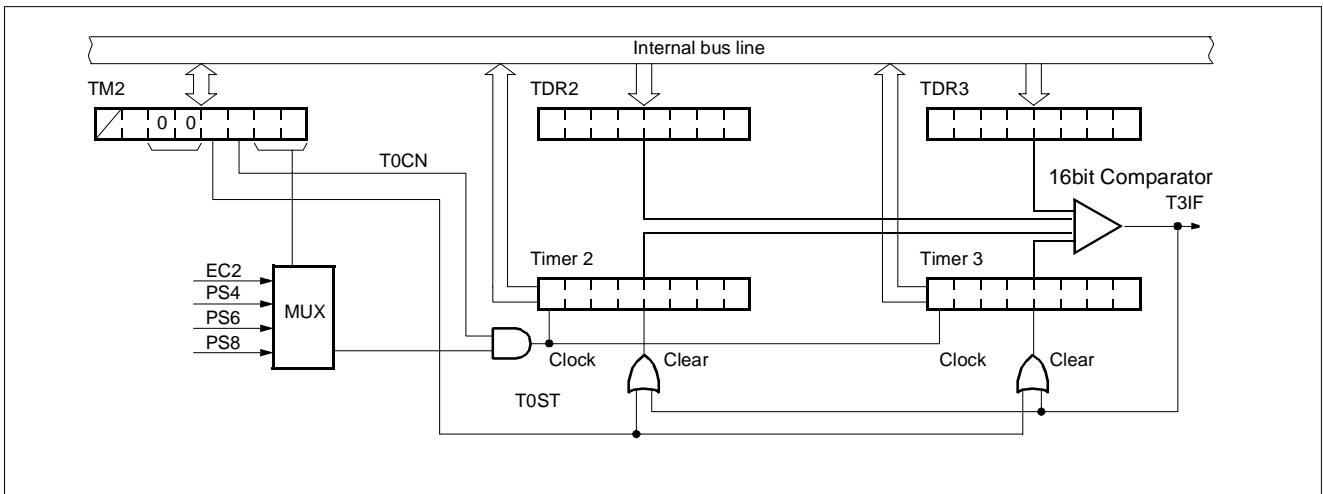 Internal bus line
TM2
TDR2
TDR3
0 0
T0CN
16bit Comparator
T3IF
Timer 2
Timer 3
EC2
PS4
PS6
PS8
MUX
Clock
Clear
Clock
Clear
T0ST